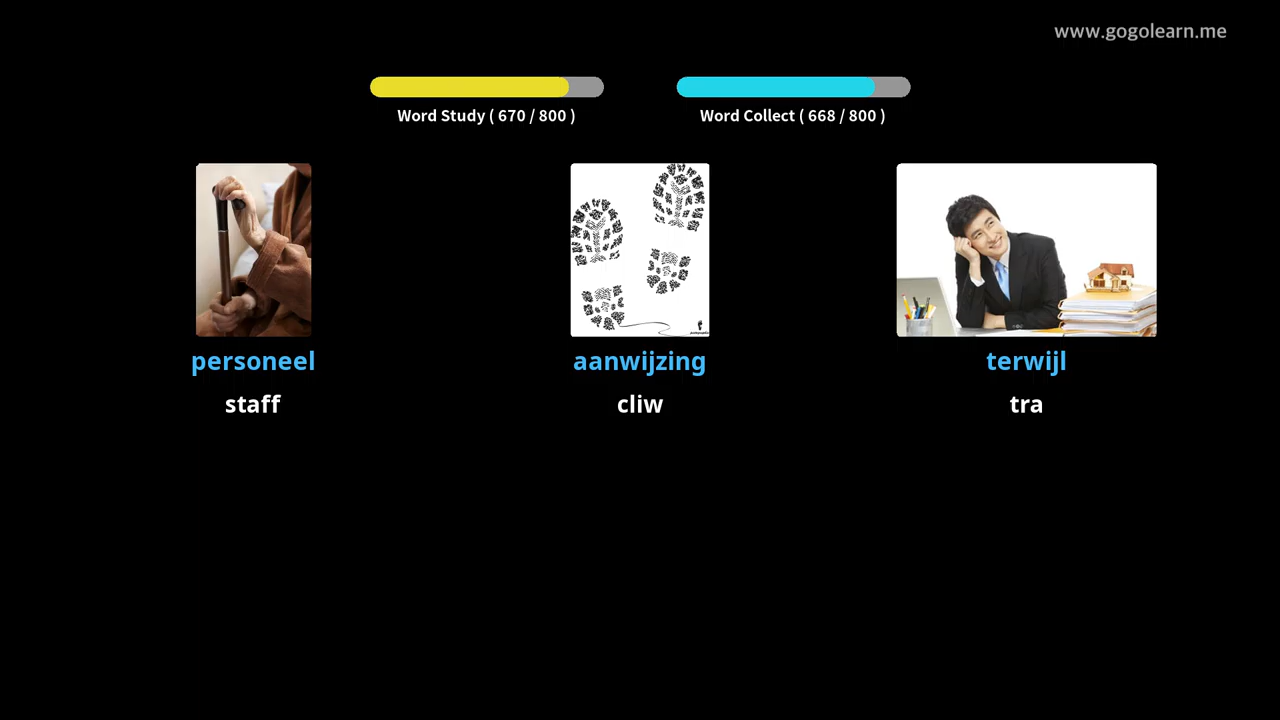 www.gogolearn.me
Word Study ( 670 / 800 )
Word Collect ( 668 / 800 )
personeel
aanwijzing
terwijl
staff
cliw
tra